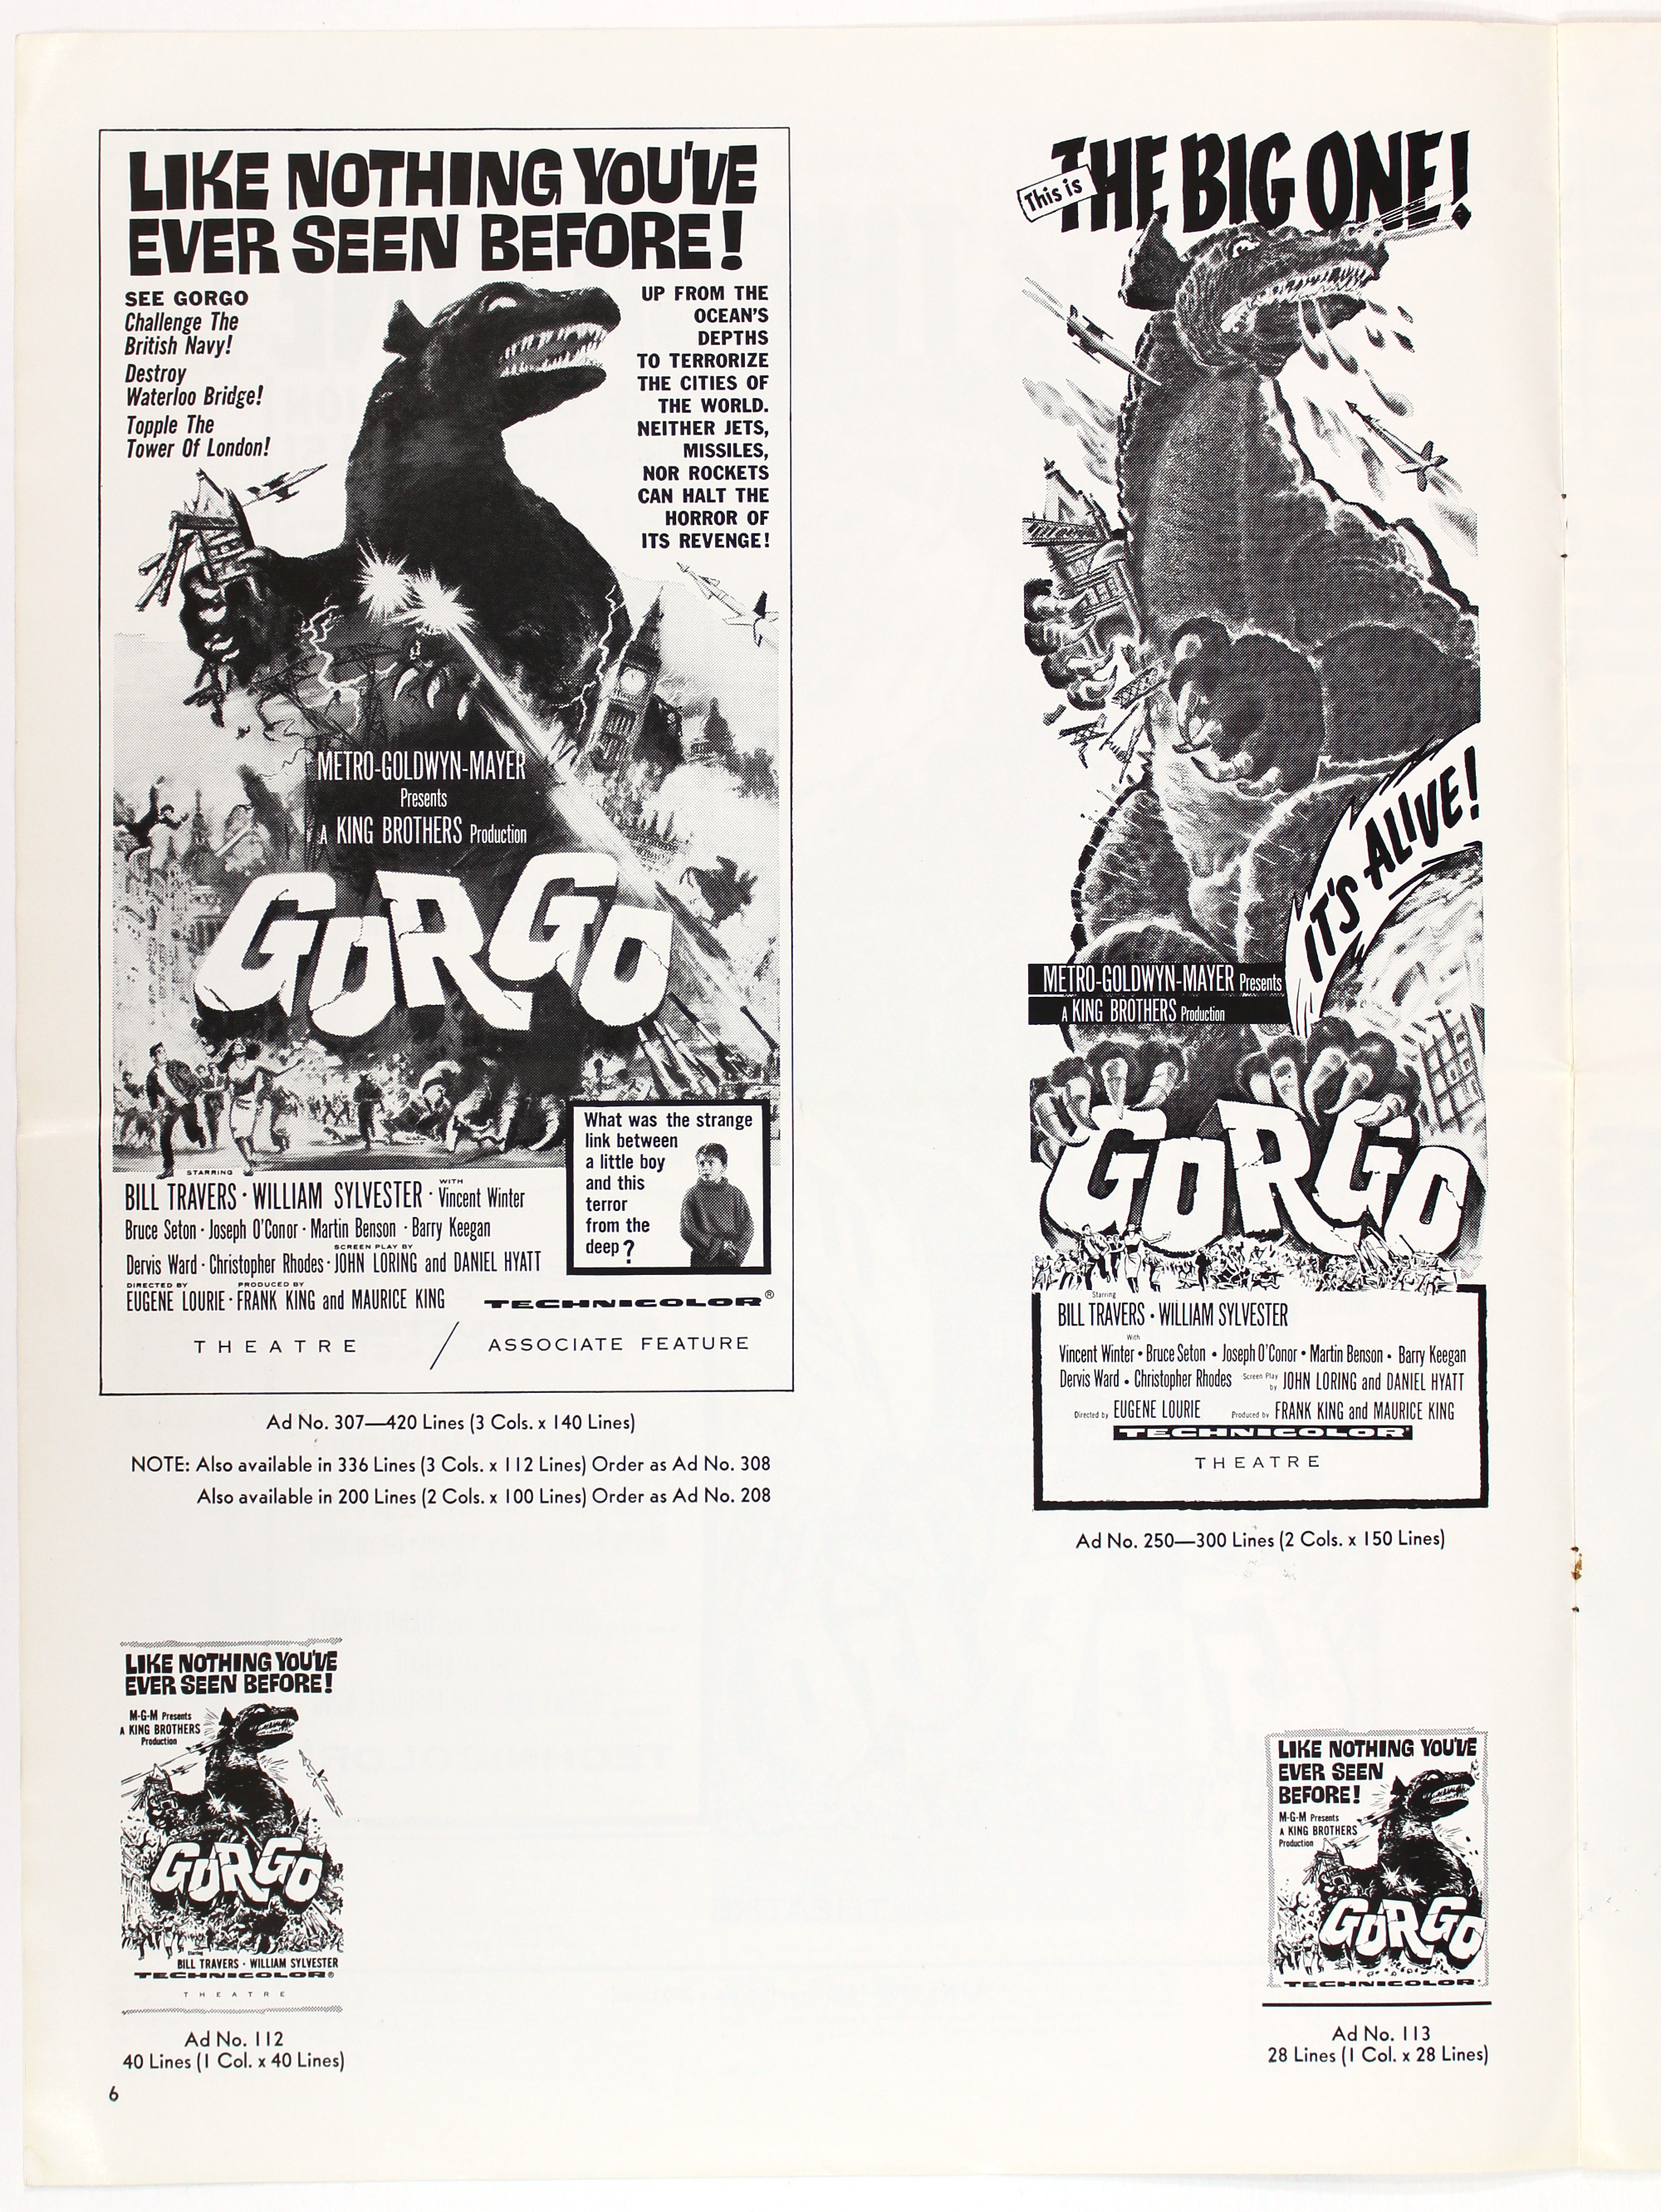 LIKE NOTHING YOU'VE
EVER SEEN BEFORE!
SEE GORGO
Challenge The
British Navy!
Destroy
Waterloo Bridge!
Topple The
Tower Of London!
UP FROM THE
OCEAN'S
DEPTHS
TO TERRORIZE
THE CITIES OF
THE WORLD.
NEITHER JETS,
MISSILES,
NOR ROCKETS
CAN HALT THE
HORROR OF
ITS REVENGE!
METRO-GOLDWYN-MAYER
Presents
A KING BROTHERS Production
GORGO
What was the strange
link between
a little boy
and this
terror
from the
deep?
STARRING
BILL TRAVERS · WILLIAM SYLVESTER · WITH Vincent Winter
Bruce Seton · Joseph O'Conor · Martin Benson · Barry Keegan
Dervis Ward · Christopher Rhodes · SCREEN PLAY BY JOHN LORING and DANIEL HYATT
DIRECTED BY EUGENE LOURIE · PRODUCED BY FRANK KING and MAURICE KING
TECHNICOLOR®
THEATRE / ASSOCIATE FEATURE
Ad No. 307—420 Lines (3 Cols. x 140 Lines)
NOTE: Also available in 336 Lines (3 Cols. x 112 Lines) Order as Ad No. 308
Also available in 200 Lines (2 Cols. x 100 Lines) Order as Ad No. 208
This is
THE BIG ONE!
IT'S ALIVE!
METRO-GOLDWYN-MAYER Presents
A KING BROTHERS Production
GORGO
Starring
BILL TRAVERS · WILLIAM SYLVESTER
With
Vincent Winter • Bruce Seton • Joseph O'Conor • Martin Benson • Barry Keegan
Dervis Ward • Christopher Rhodes Screen Play by JOHN LORING and DANIEL HYATT
Directed by EUGENE LOURIE Produced by FRANK KING and MAURICE KING
TECHNICOLOR®
THEATRE
Ad No. 250—300 Lines (2 Cols. x 150 Lines)
LIKE NOTHING YOU'VE
EVER SEEN BEFORE!
M-G-M Presents
A KING BROTHERS
Production
GORGO
Starring
BILL TRAVERS · WILLIAM SYLVESTER
TECHNICOLOR®
THEATRE
Ad No. 112
40 Lines (1 Col. x 40 Lines)
LIKE NOTHING YOU'VE
EVER SEEN
BEFORE!
M-G-M Presents
A KING BROTHERS
Production
GORGO
TECHNICOLOR®
Ad No. 113
28 Lines (1 Col. x 28 Lines)
6